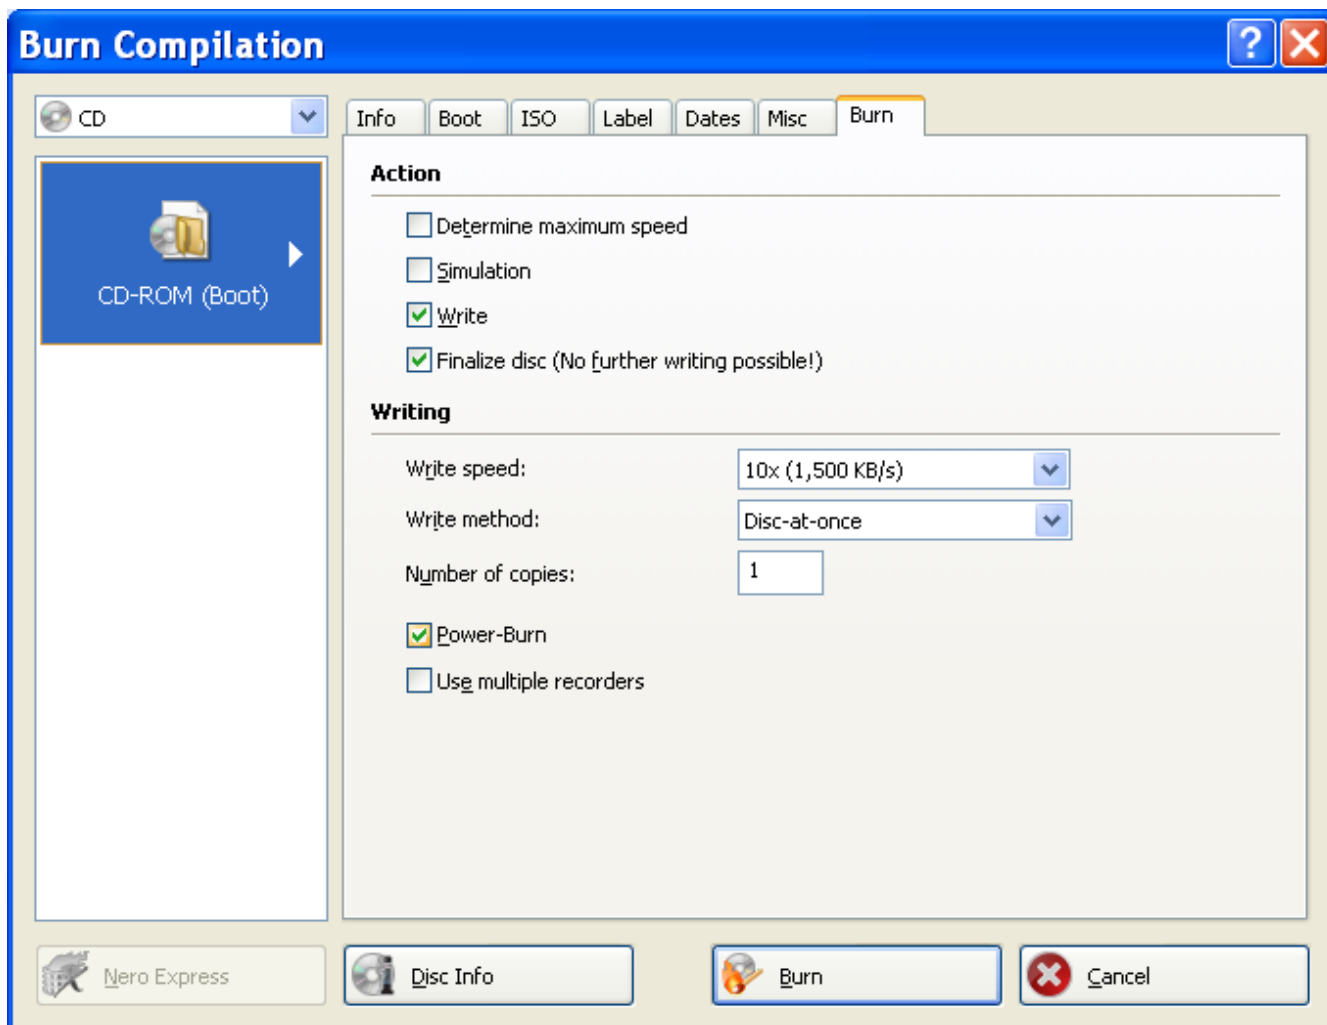 Burn Compilation
CD
CD-ROM (Boot)
Info Boot ISO Label Dates Misc Burn
Action
Determine maximum speed
Simulation
Write
Finalize disc (No further writing possible!)
Writing
Write speed: 10x (1,500 KB/s)
Write method: Disc-at-once
Number of copies: 1
Power-Burn
Use multiple recorders
Nero Express Disc Info Burn Cancel